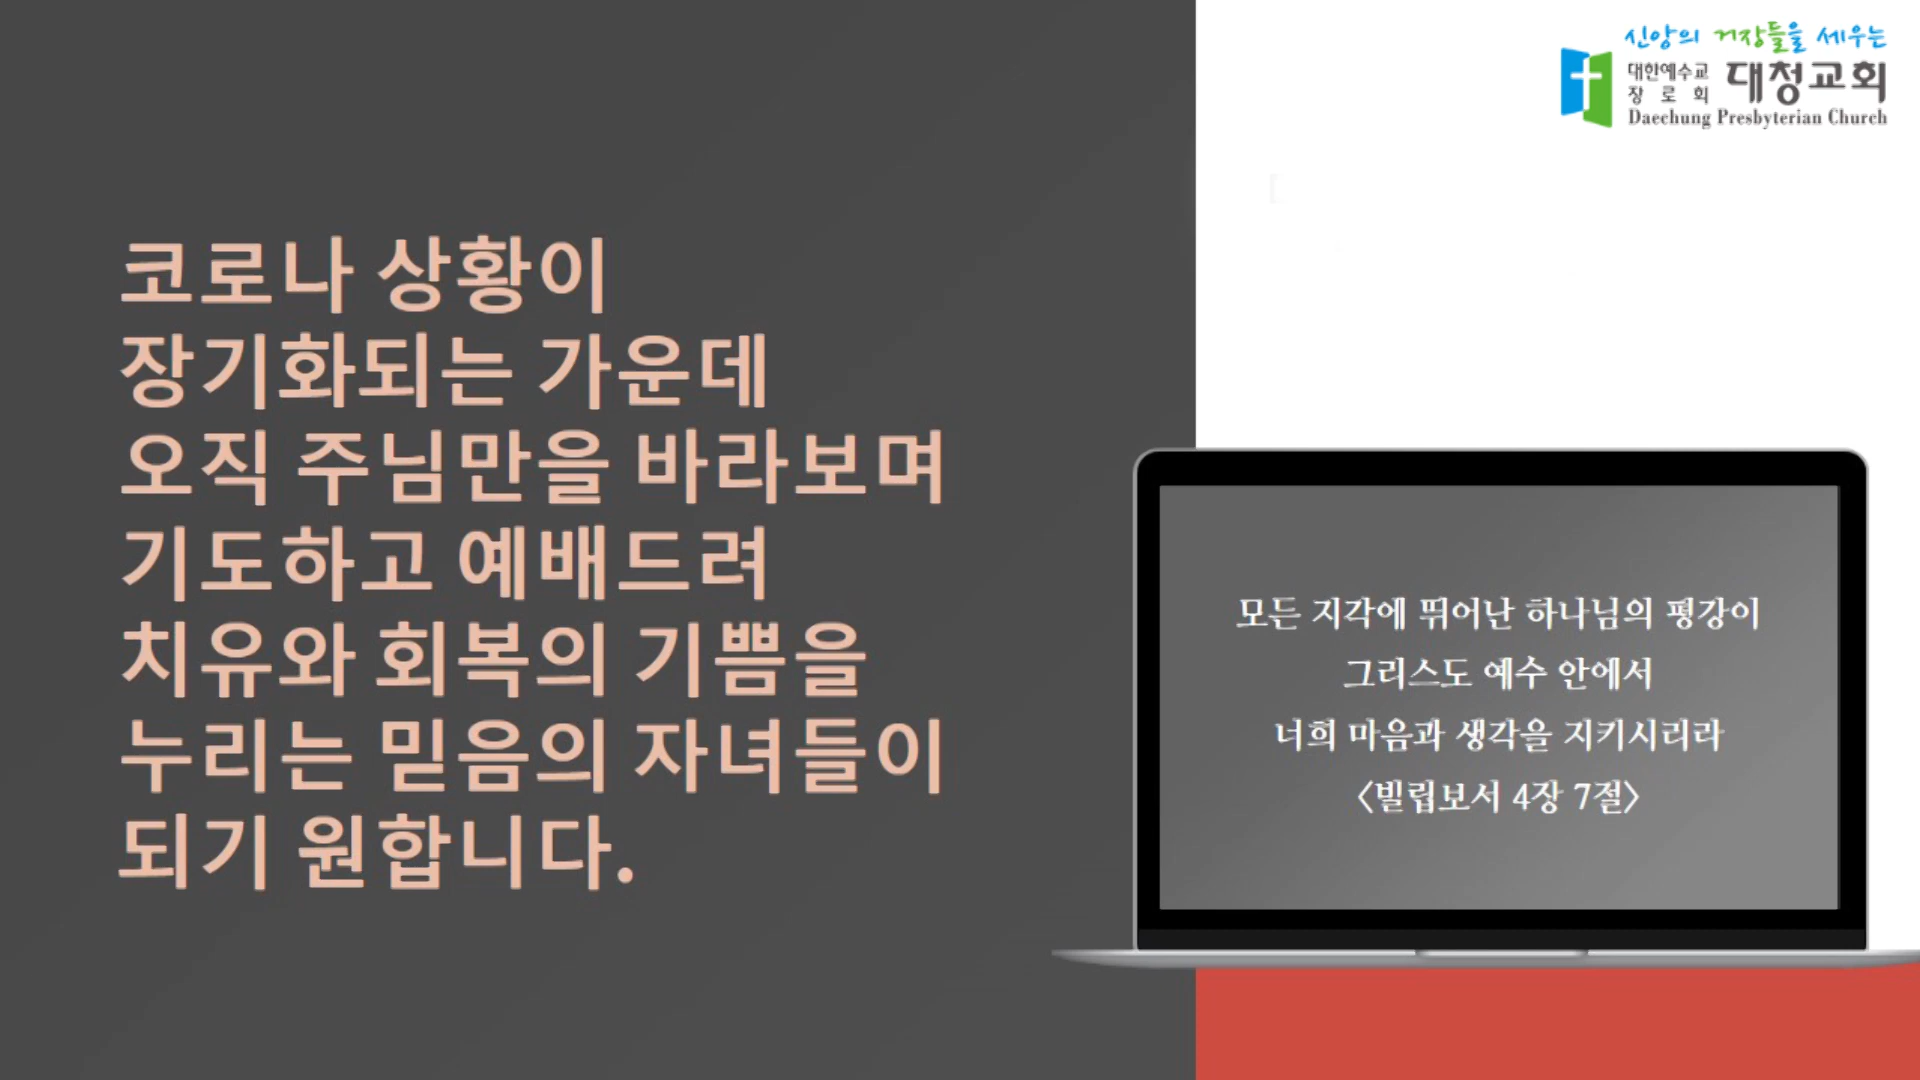 코로나 상황이
장기화되는 가운데
오직 주님만을 바라보며
기도하고 예배드려
치유와 회복의 기쁨을
누리는 믿음의 자녀들이
되기 원합니다.
신앙의 거장들을 세우는
대한예수교
장로회
대청교회
Daechung Presbyterian Church
모든 지각에 뛰어난 하나님의 평강이
그리스도 예수 안에서
너희 마음과 생각을 지키시리라
〈빌립보서 4장 7절〉